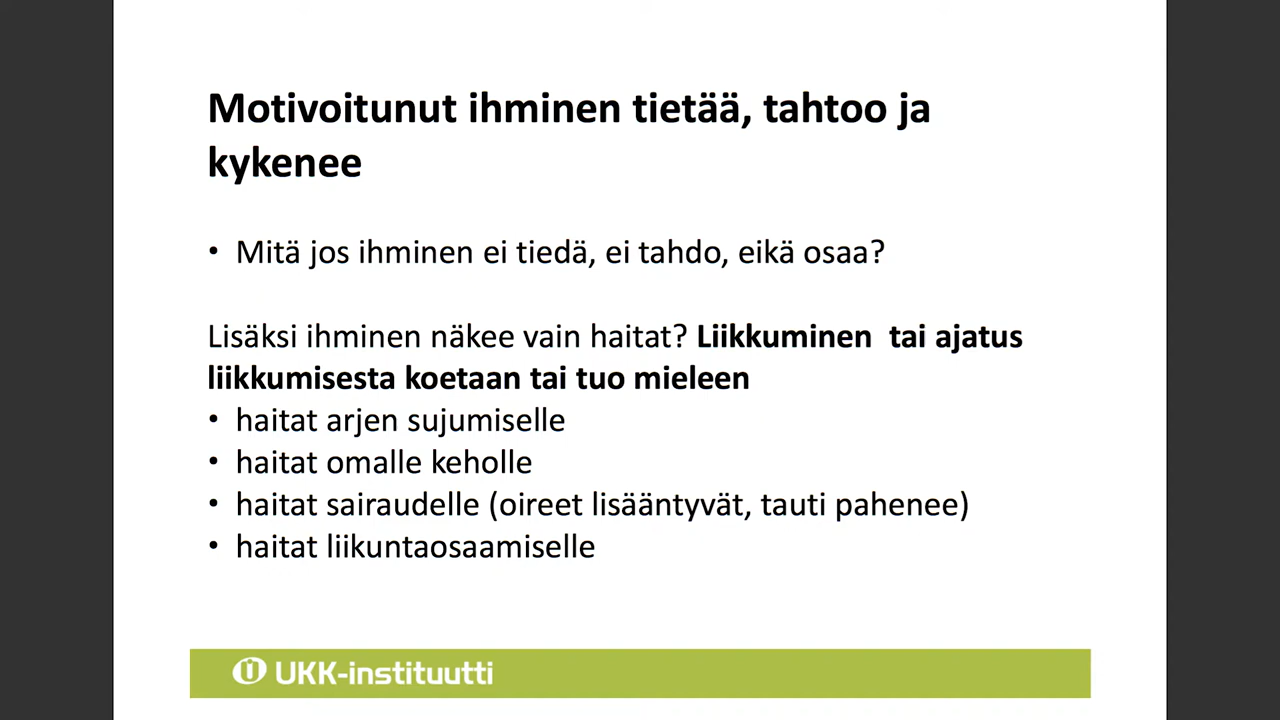 Motivoitunut ihminen tietää, tahtoo ja
kykenee
• Mitä jos ihminen ei tiedä, ei tahdo, eikä osaa?
Lisäksi ihminen näkee vain haitat? Liikkuminen  tai ajatus
liikkumisesta koetaan tai tuo mieleen
• haitat arjen sujumiselle
• haitat omalle keholle
• haitat sairaudelle (oireet lisääntyvät, tauti pahenee)
• haitat liikuntaosaamiselle
UKK-instituutti